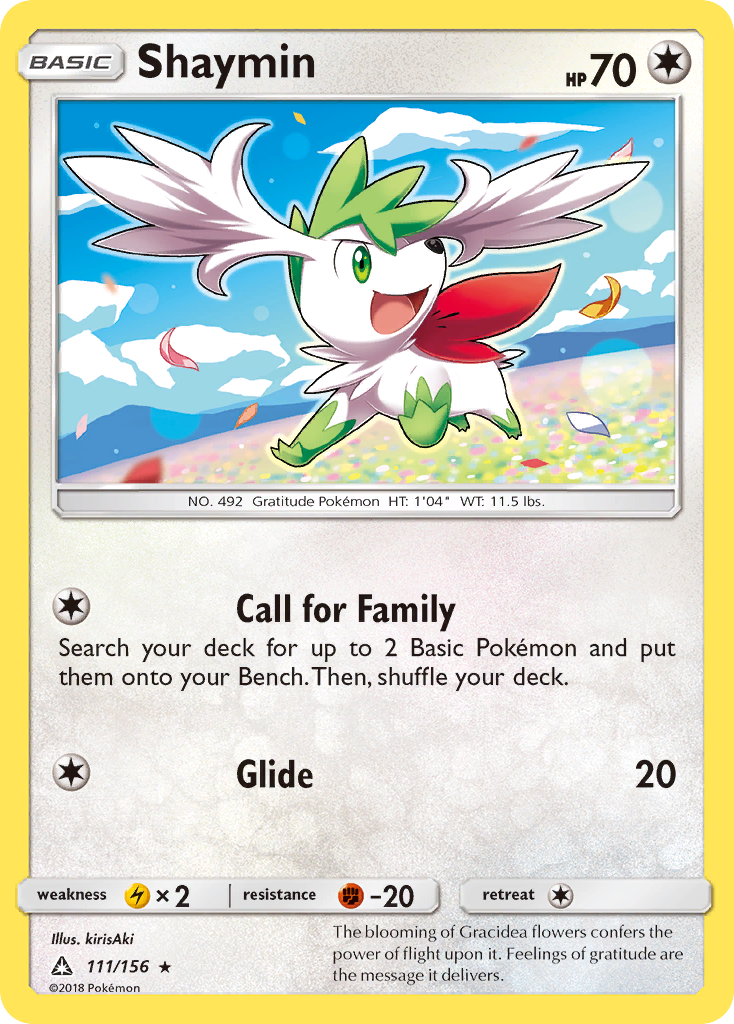 BASIC
Shaymin
HP 70
NO. 492 Gratitude Pokémon HT: 1'04" WT: 11.5 lbs.
Call for Family
Search your deck for up to 2 Basic Pokémon and put
them onto your Bench. Then, shuffle your deck.
Glide 20
weakness ×2 resistance -20 retreat
Illus. kirisAki
111/156 ★
©2018 Pokémon
The blooming of Gracidea flowers confers the
power of flight upon it. Feelings of gratitude are
the message it delivers.